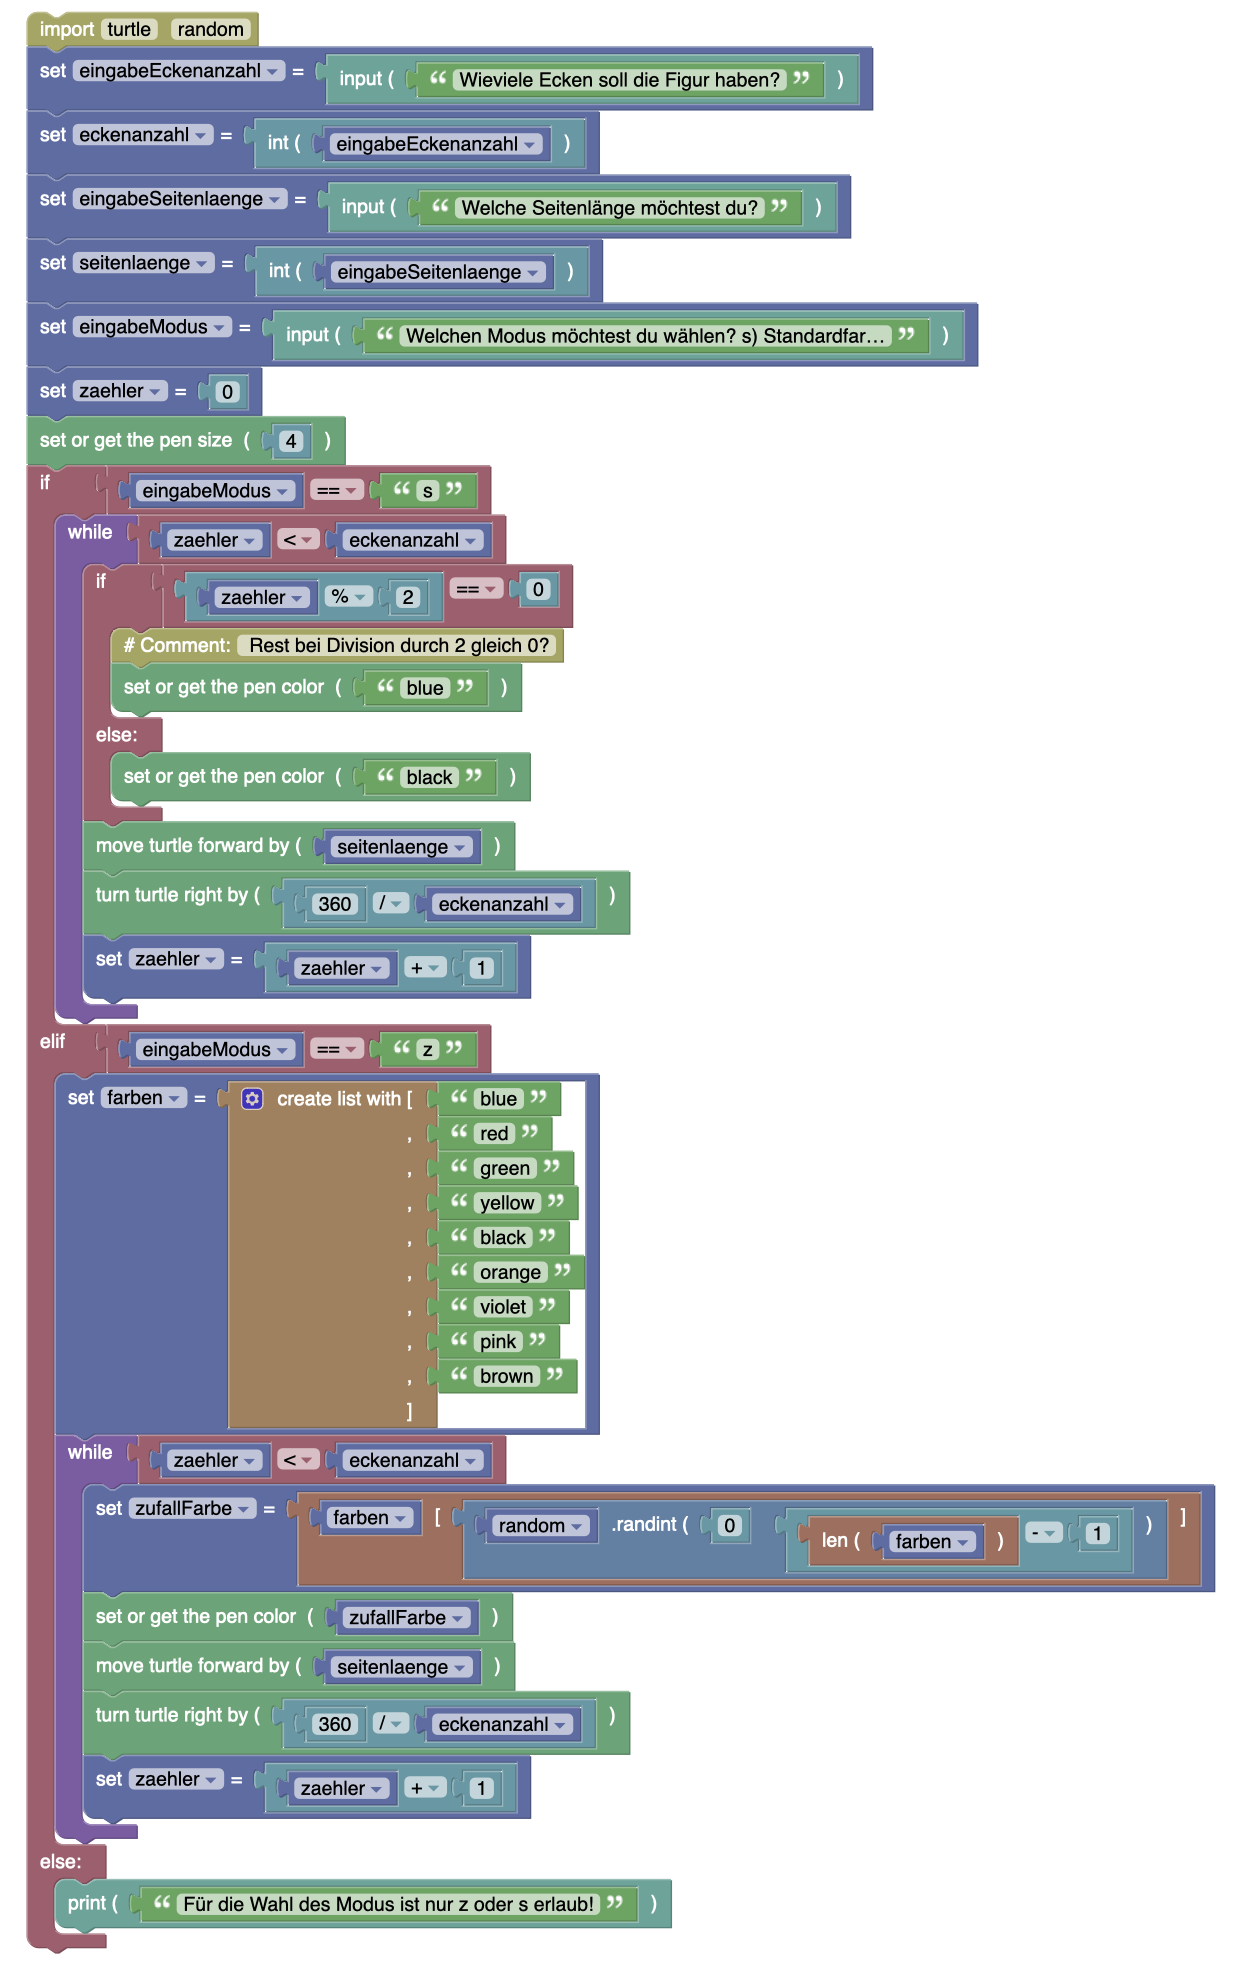 import turtle random
set eingabeEckenanzahl = input ( “ Wieviele Ecken soll die Figur haben? ” )
set eckenanzahl = int ( eingabeEckenanzahl )
set eingabeSeitenlaenge = input ( “ Welche Seitenlänge möchtest du? ” )
set seitenlaenge = int ( eingabeSeitenlaenge )
set eingabeModus = input ( “ Welchen Modus möchtest du wählen? s) Standardfar… ” )
set zaehler = 0
set or get the pen size ( 4 )
if eingabeModus == “ s ”
while zaehler < eckenanzahl
if zaehler % 2 == 0
# Comment: Rest bei Division durch 2 gleich 0?
set or get the pen color ( “ blue ” )
else:
set or get the pen color ( “ black ” )
move turtle forward by ( seitenlaenge )
turn turtle right by ( 360 / eckenanzahl )
set zaehler = zaehler + 1
elif eingabeModus == “ z ”
set farben = create list with [ “ blue ”
, “ red ”
, “ green ”
, “ yellow ”
, “ black ”
, “ orange ”
, “ violet ”
, “ pink ”
, “ brown ”
]
while zaehler < eckenanzahl
set zufallFarbe = farben [ random .randint ( 0 len ( farben ) - 1 ) ]
set or get the pen color ( zufallFarbe )
move turtle forward by ( seitenlaenge )
turn turtle right by ( 360 / eckenanzahl )
set zaehler = zaehler + 1
else:
print ( “ Für die Wahl des Modus ist nur z oder s erlaub! ” )